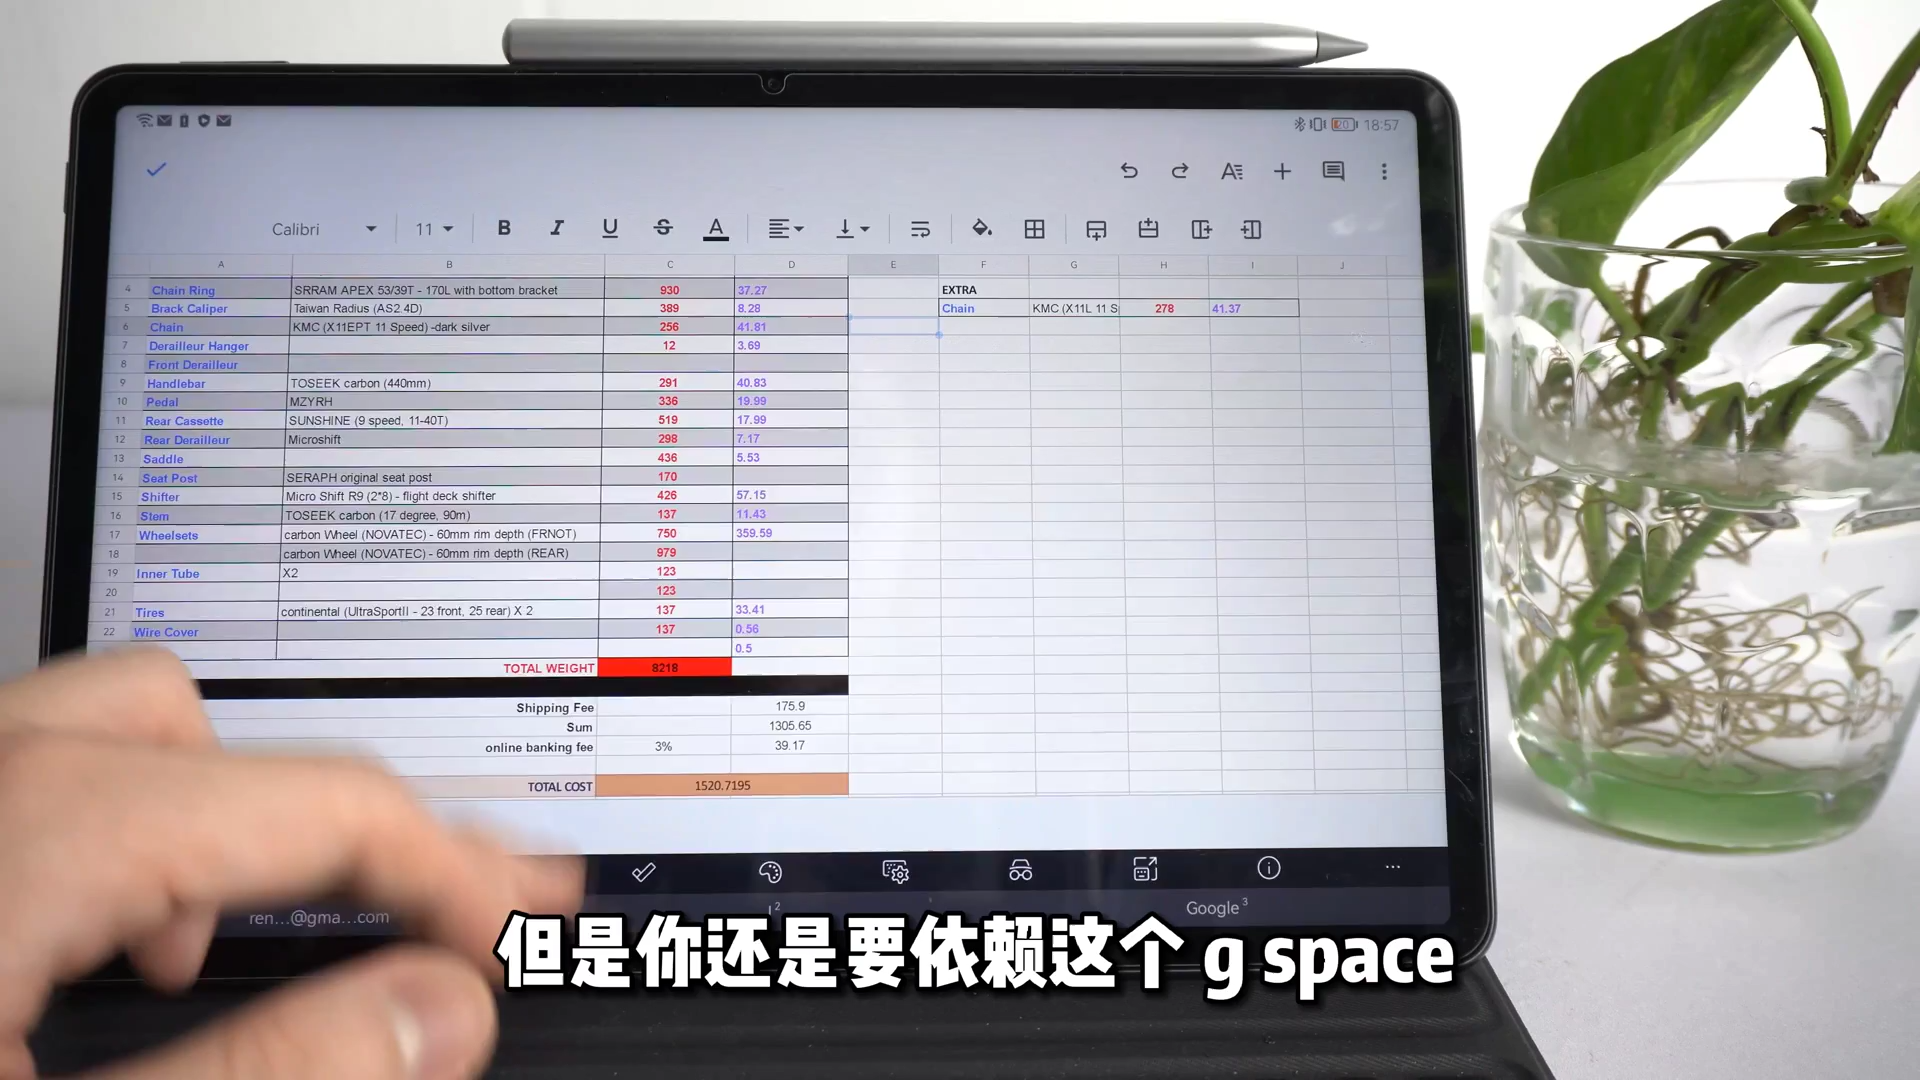 20 18:57
Calibri 11 B I U S A
A B C D E F G H I J
4 Chain Ring SRRAM APEX 53/39T - 170L with bottom bracket 930 37.27 EXTRA
5 Brack Caliper Taiwan Radius (AS2.4D) 389 8.28 Chain KMC (X11L 11 S 278 41.37
6 Chain KMC (X11EPT 11 Speed) -dark silver 256 41.81
7 Derailleur Hanger 12 3.69
8 Front Derailleur
9 Handlebar TOSEEK carbon (440mm) 291 40.83
10 Pedal MZYRH 336 19.99
11 Rear Cassette SUNSHINE (9 speed, 11-40T) 519 17.99
12 Rear Derailleur Microshift 298 7.17
13 Saddle 436 5.53
14 Seat Post SERAPH original seat post 170
15 Shifter Micro Shift R9 (2*8) - flight deck shifter 426 57.15
16 Stem TOSEEK carbon (17 degree, 90m) 137 11.43
17 Wheelsets carbon Wheel (NOVATEC) - 60mm rim depth (FRNOT) 750 359.59
18 carbon Wheel (NOVATEC) - 60mm rim depth (REAR) 979
19 Inner Tube X2 123
20 123
21 Tires continental (UltraSportII - 23 front, 25 rear) X 2 137 33.41
22 Wire Cover 137 0.56
0.5
TOTAL WEIGHT 8218
Shipping Fee 175.9
Sum 1305.65
online banking fee 3% 39.17
TOTAL COST 1520.7195
ren...@gma...com Google 3
但是你还是要依赖这个 g space